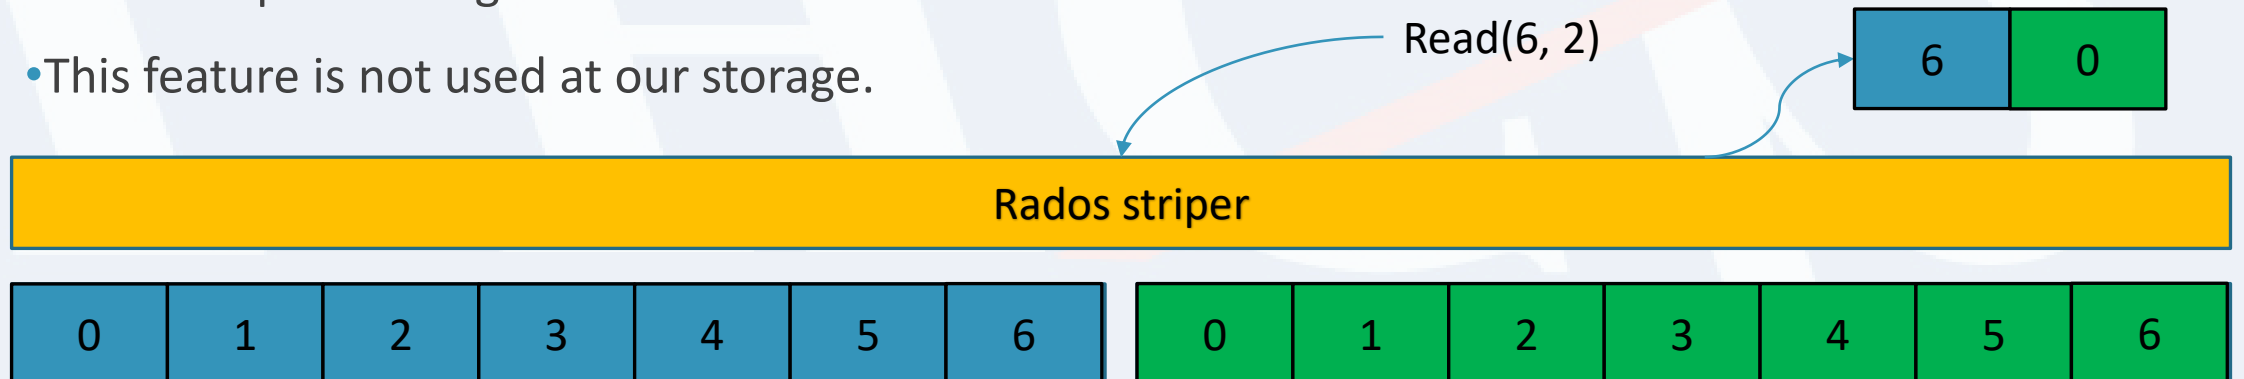 •This feature is not used at our storage.
Read(6, 2)
6 0
Rados striper
0 1 2 3 4 5 6 0 1 2 3 4 5 6